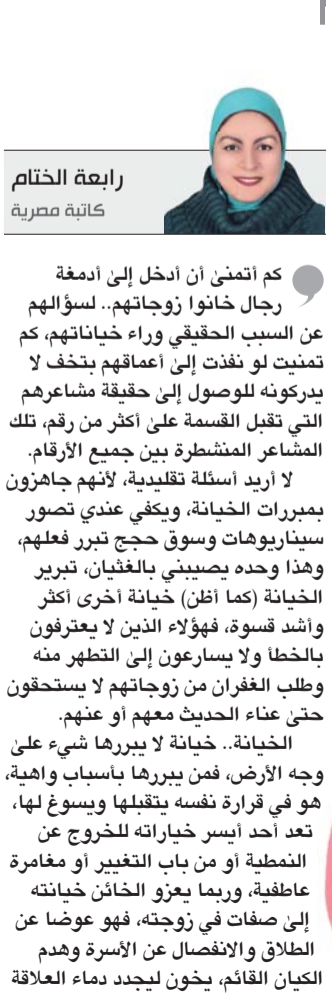 رابعة الختام
كاتبة مصرية
كم أتمنىٰ أن أدخل إلىٰ أدمغة
رجال خانوا زوجاتهم.. لسؤالهم
عن السبب الحقيقي وراء خياناتهم، كم
تمنيت لو نفذت إلىٰ أعماقهم بتخف لا
يدركونه للوصول إلىٰ حقيقة مشاعرهم
التي تقبل القسمة علىٰ أكثر من رقم، تلك
المشاعر المنشطرة بين جميع الأرقام.
لا أريد أسئلة تقليدية، لأنهم جاهزون
بمبررات الخيانة، ويكفي عندي تصور
سيناريوهات وسوق حجج تبرر فعلهم،
وهذا وحده يصيبني بالغثيان، تبرير
الخيانة (كما أظن) خيانة أخرى أكثر
وأشد قسوة، فهؤلاء الذين لا يعترفون
بالخطأ ولا يسارعون إلىٰ التطهر منه
وطلب الغفران من زوجاتهم لا يستحقون
حتىٰ عناء الحديث معهم أو عنهم.
الخيانة.. خيانة لا يبررها شيء علىٰ
وجه الأرض، فمن يبررها بأسباب واهية،
هو في قرارة نفسه يتقبلها ويسوغ لها،
تعد أحد أيسر خياراته للخروج عن
النمطية أو من باب التغيير أو مغامرة
عاطفية، وربما يعزو الخائن خيانته
إلىٰ صفات في زوجته، فهو عوضا عن
الطلاق والانفصال عن الأسرة وهدم
الكيان القائم، يخون ليجدد دماء العلاقة